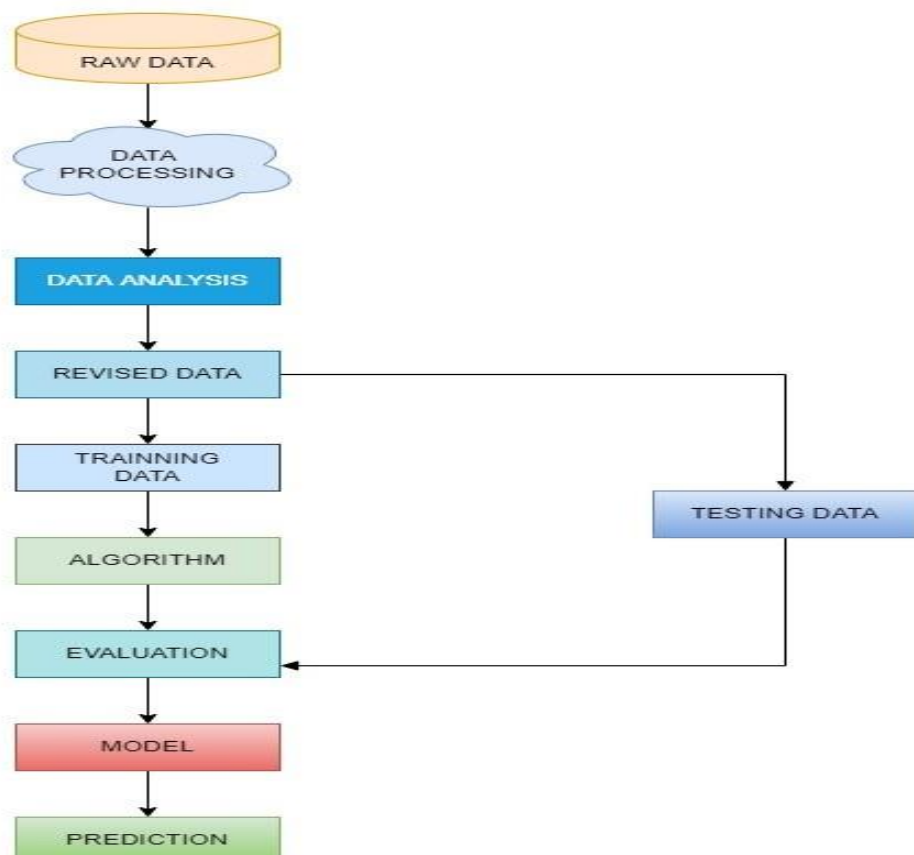 RAW DATA
DATA
PROCESSING
DATA ANALYSIS
REVISED DATA
TRAINNING
DATA
TESTING DATA
ALGORITHM
EVALUATION
MODEL
PREDICTION